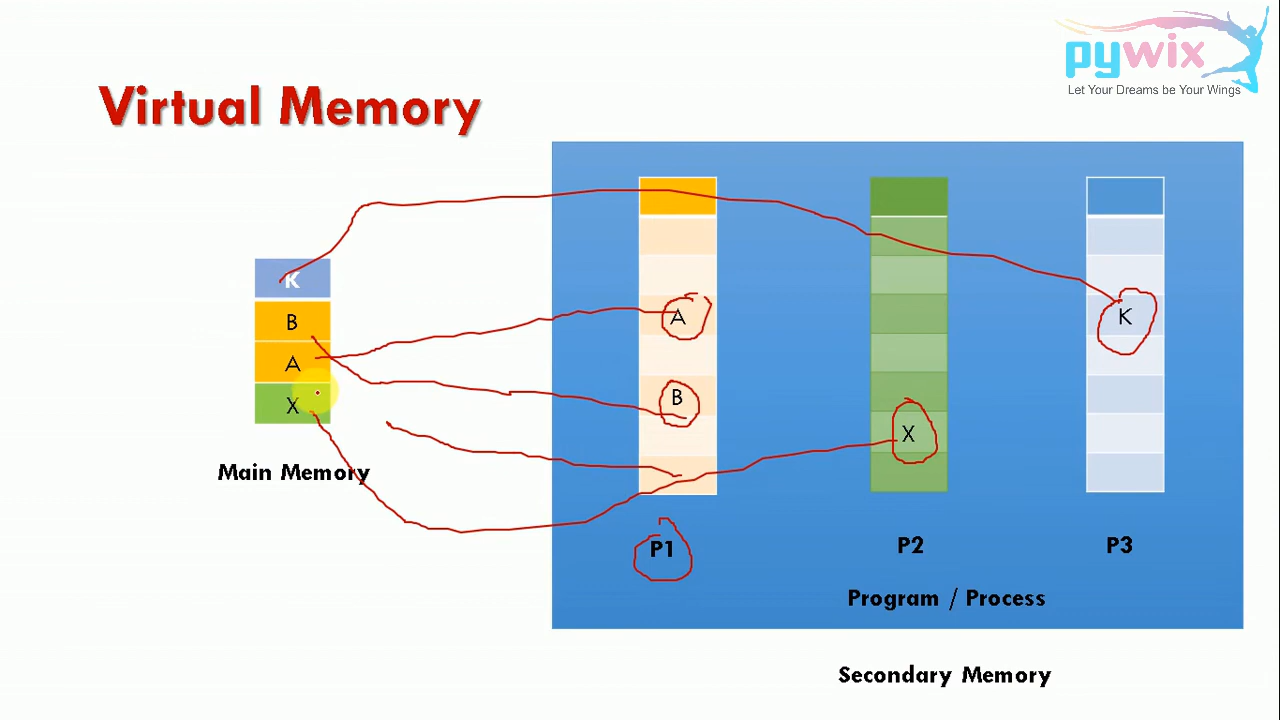 pywix
Let Your Dreams be Your Wings
Virtual Memory
K
B
A
X
Main Memory
A
B
P1
X
P2
K
P3
Program / Process
Secondary Memory